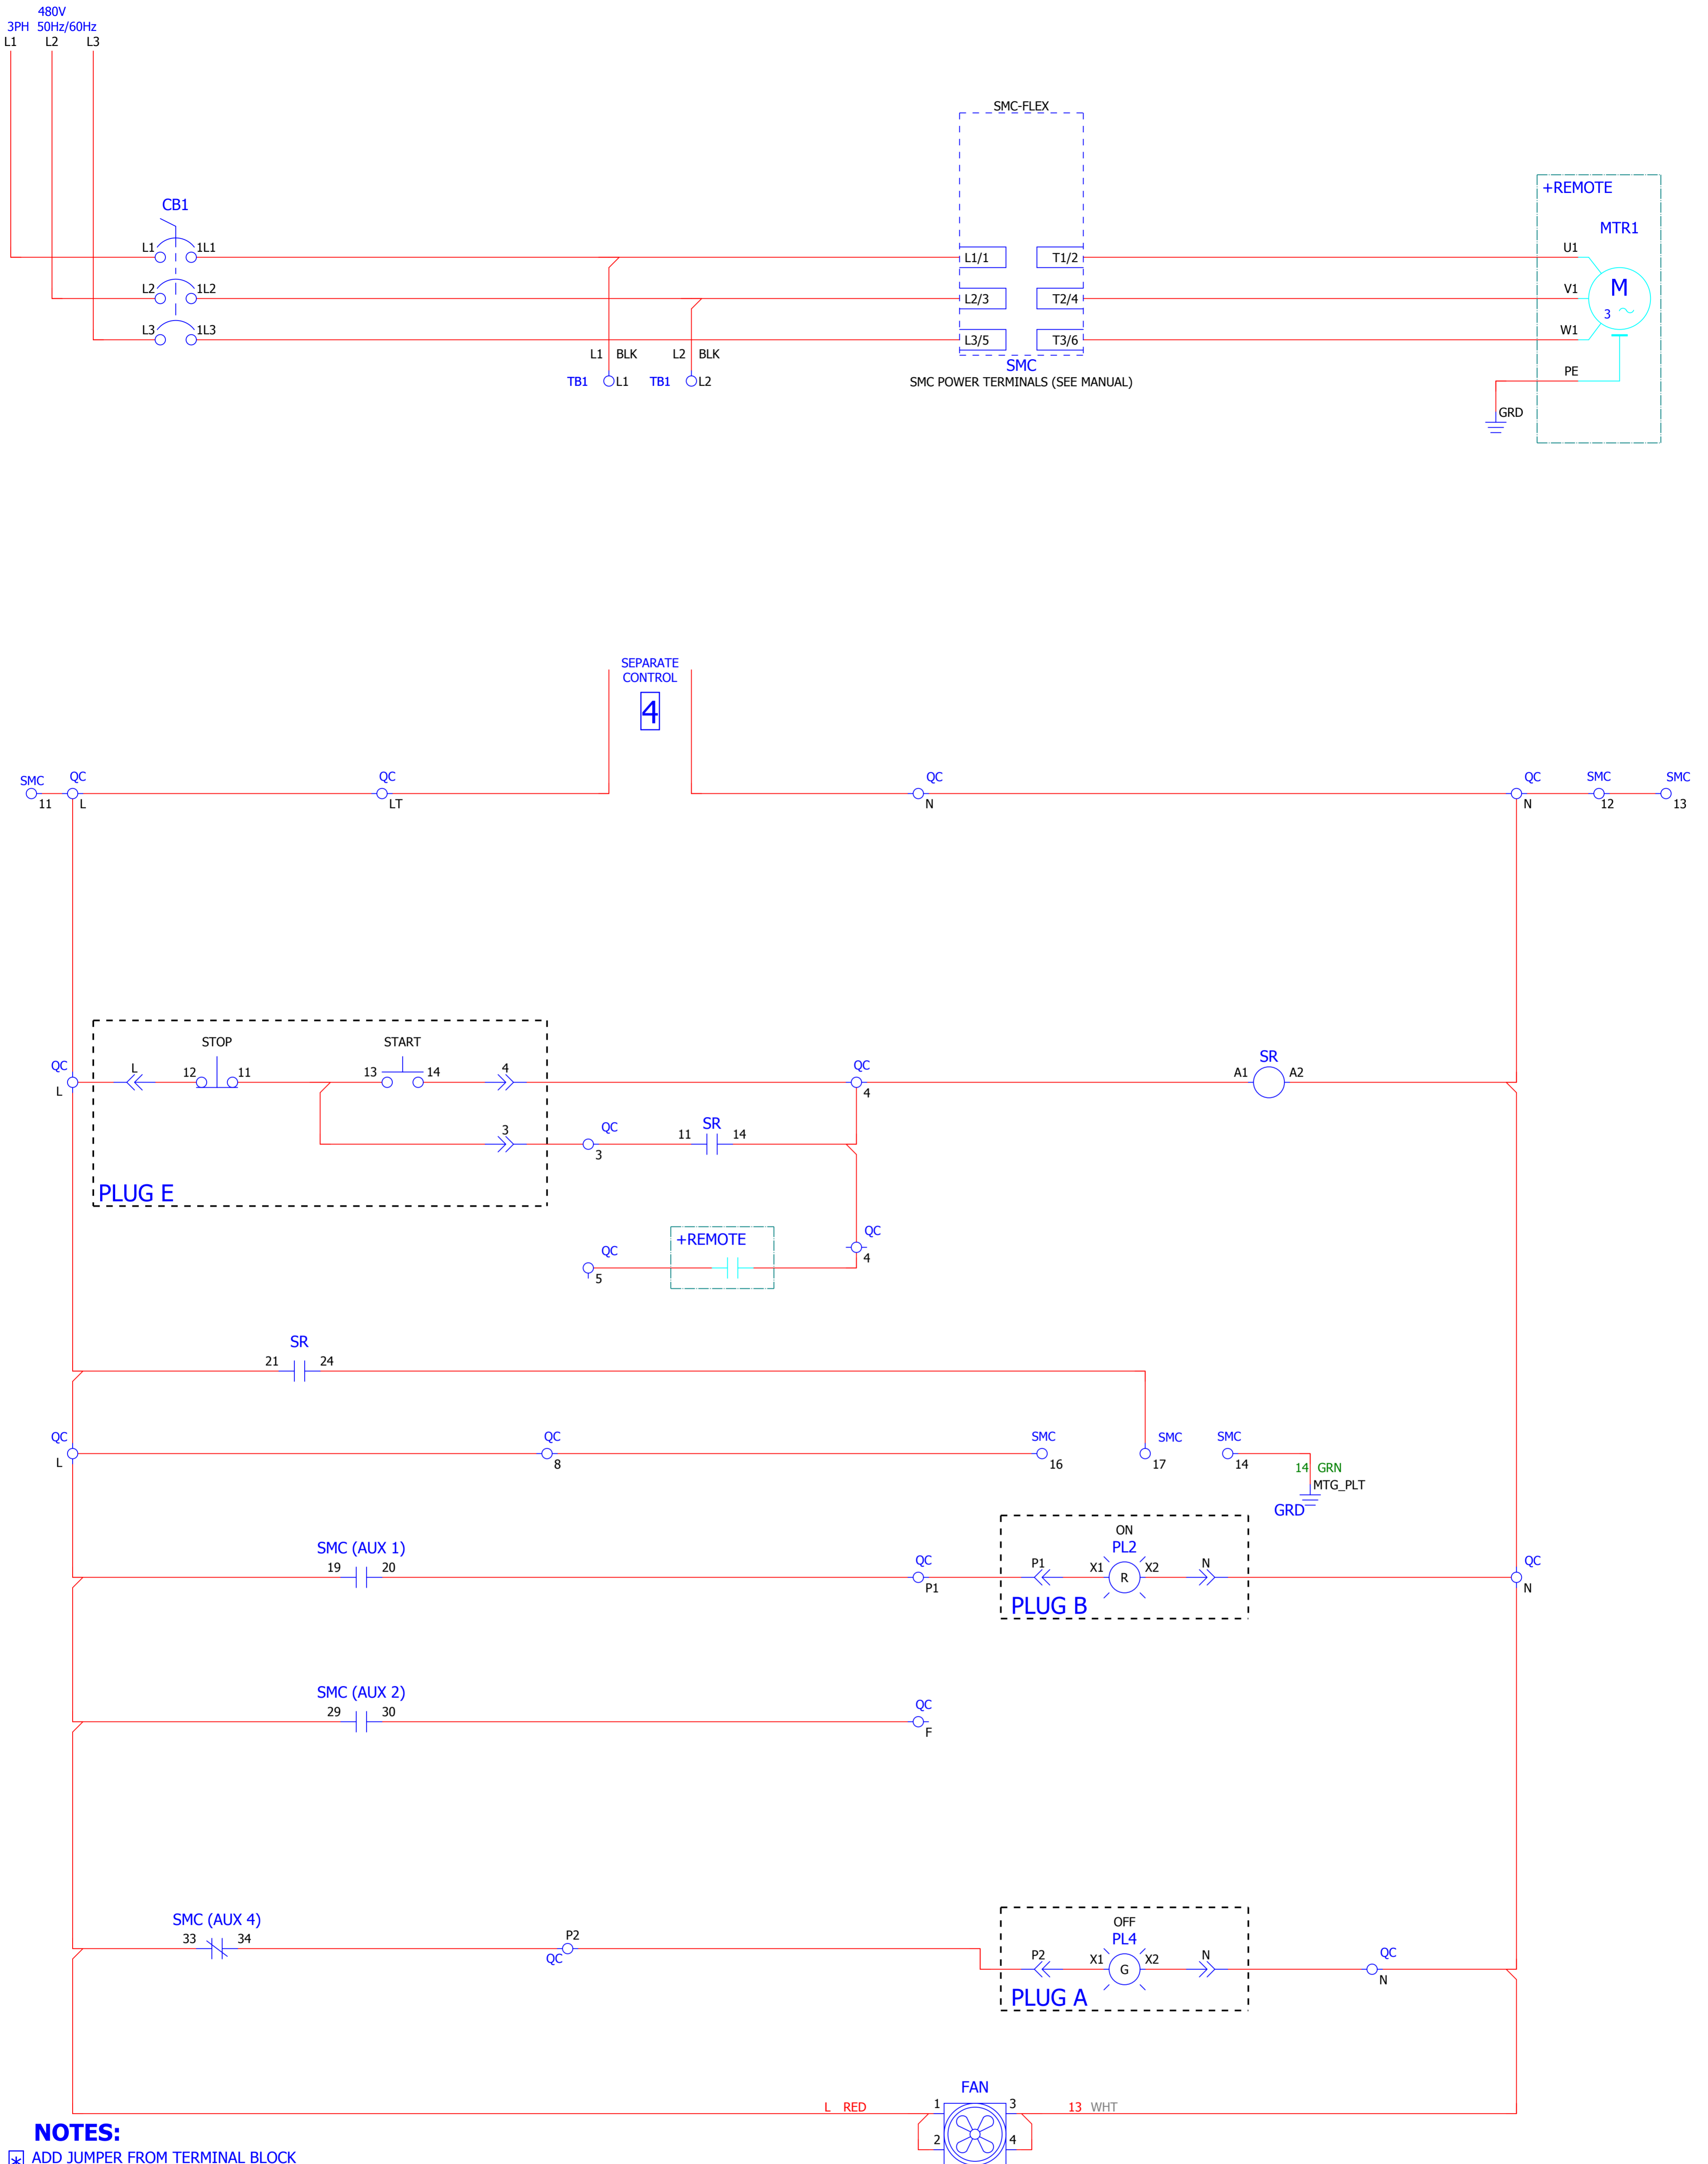 480V
3PH 50Hz/60Hz
L1 L2 L3
SMC-FLEX
+REMOTE
CB1
MTR1
L1 1L1 L1/1 T1/2 U1
L2 1L2 L2/3 T2/4 V1
M
3
L3 1L3 L3/5 T3/6 W1
L1 BLK L2 BLK
SMC
PE
TB1 L1 TB1 L2
SMC POWER TERMINALS (SEE MANUAL)
GRD
SEPARATE
CONTROL
4
SMC QC QC QC QC SMC SMC
11 L LT N N 12 13
STOP START
QC L 12 11 13 14 4 QC SR
L 4 A1 A2
3 QC SR
11 14
3
PLUG E
QC
4
+REMOTE
QC
5
SR
21 24
QC QC SMC SMC SMC
L 8 16 17 14
14 GRN
MTG_PLT
GRD
ON
SMC (AUX 1) PL2
19 20 QC P1 X1 X2 N QC
R
P1 N
PLUG B
SMC (AUX 2)
29 30 QC
F
SMC (AUX 4) OFF
33 34 P2 PL4
QC P2 X1 X2 N QC
G
N
PLUG A
FAN
L RED 1 3 13 WHT
2 4
NOTES:
* ADD JUMPER FROM TERMINAL BLOCK